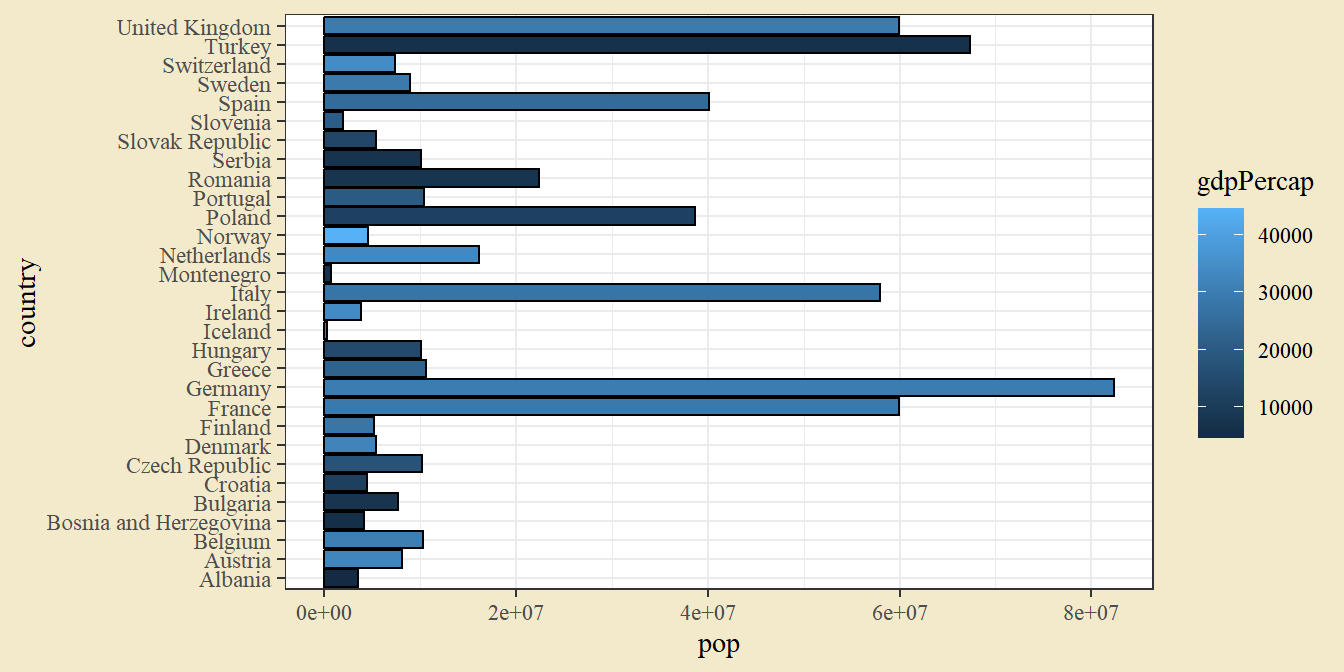 United Kingdom
Turkey
Switzerland
Sweden
Spain
Slovenia
Slovak Republic
Serbia
Romania
Portugal
Poland
Norway
Netherlands
Montenegro
Italy
Ireland
Iceland
Hungary
Greece
Germany
France
Finland
Denmark
Czech Republic
Croatia
Bulgaria
Bosnia and Herzegovina
Belgium
Austria
Albania
country
0e+00 2e+07 4e+07 6e+07 8e+07
pop
gdpPercap
40000
30000
20000
10000